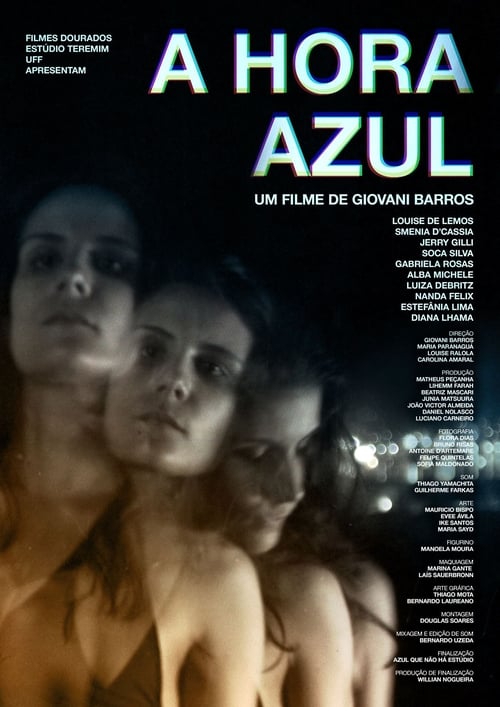 FILMES DOURADOS
ESTÚDIO TEREMIM
UFF
APRESENTAM
A HORA
AZUL
UM FILME DE GIOVANI BARROS
LOUISE DE LEMOS
SMENIA D'CASSIA
JERRY GILLI
SOCA SILVA
GABRIELA ROSAS
ALBA MICHELE
LUIZA DEBRITZ
NANDA FELIX
ESTEFÂNIA LIMA
DIANA LHAMA
DIREÇÃO
GIOVANI BARROS
MARIA PARANAGUÁ
LOUISE RALOLA
CAROLINA AMARAL
PRODUÇÃO
MATHEUS PEÇANHA
LIHEMM FARAH
BEATRIZ MASCARI
JUNIA MATSUURA
JOÃO VICTOR ALMEIDA
DANIEL NOLASCO
LUCIANO CARNEIRO
FOTOGRAFIA
FLORA DIAS
BRUNO RISAS
ANTOINE D'ARTEMARE
FELIPE QUINTELAS
SOFIA MALDONADO
SOM
THIAGO YAMACHITA
GUILHERME FARKAS
ARTE
MAURICIO BISPO
EVEE ÁVILA
IKE SANTOS
MARIA SAYD
FIGURINO
MANOELA MOURA
MAQUIAGEM
MARINA GANTE
LAÍS SAUERBRONN
ARTE GRÁFICA
THIAGO MOTA
BERNARDO LAUREANO
MONTAGEM
DOUGLAS SOARES
MIXAGEM E EDIÇÃO DE SOM
BERNARDO UZEDA
FINALIZAÇÃO
AZUL QUE NÃO HÁ ESTÚDIO
PRODUÇÃO DE FINALIZAÇÃO
WILLIAN NOGUEIRA